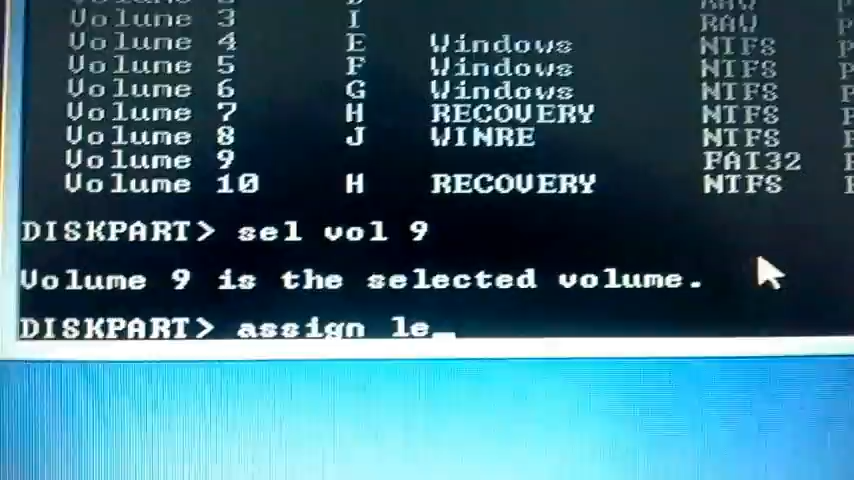 Volume 3 I RAW
Volume 4 E Windows NTFS
Volume 5 F Windows NTFS
Volume 6 G Windows NTFS
Volume 7 H RECOVERY NTFS
Volume 8 J WINRE NTFS
Volume 9 FAT32
Volume 10 H RECOVERY NTFS
DISKPART> sel vol 9
Volume 9 is the selected volume.
DISKPART> assign le_